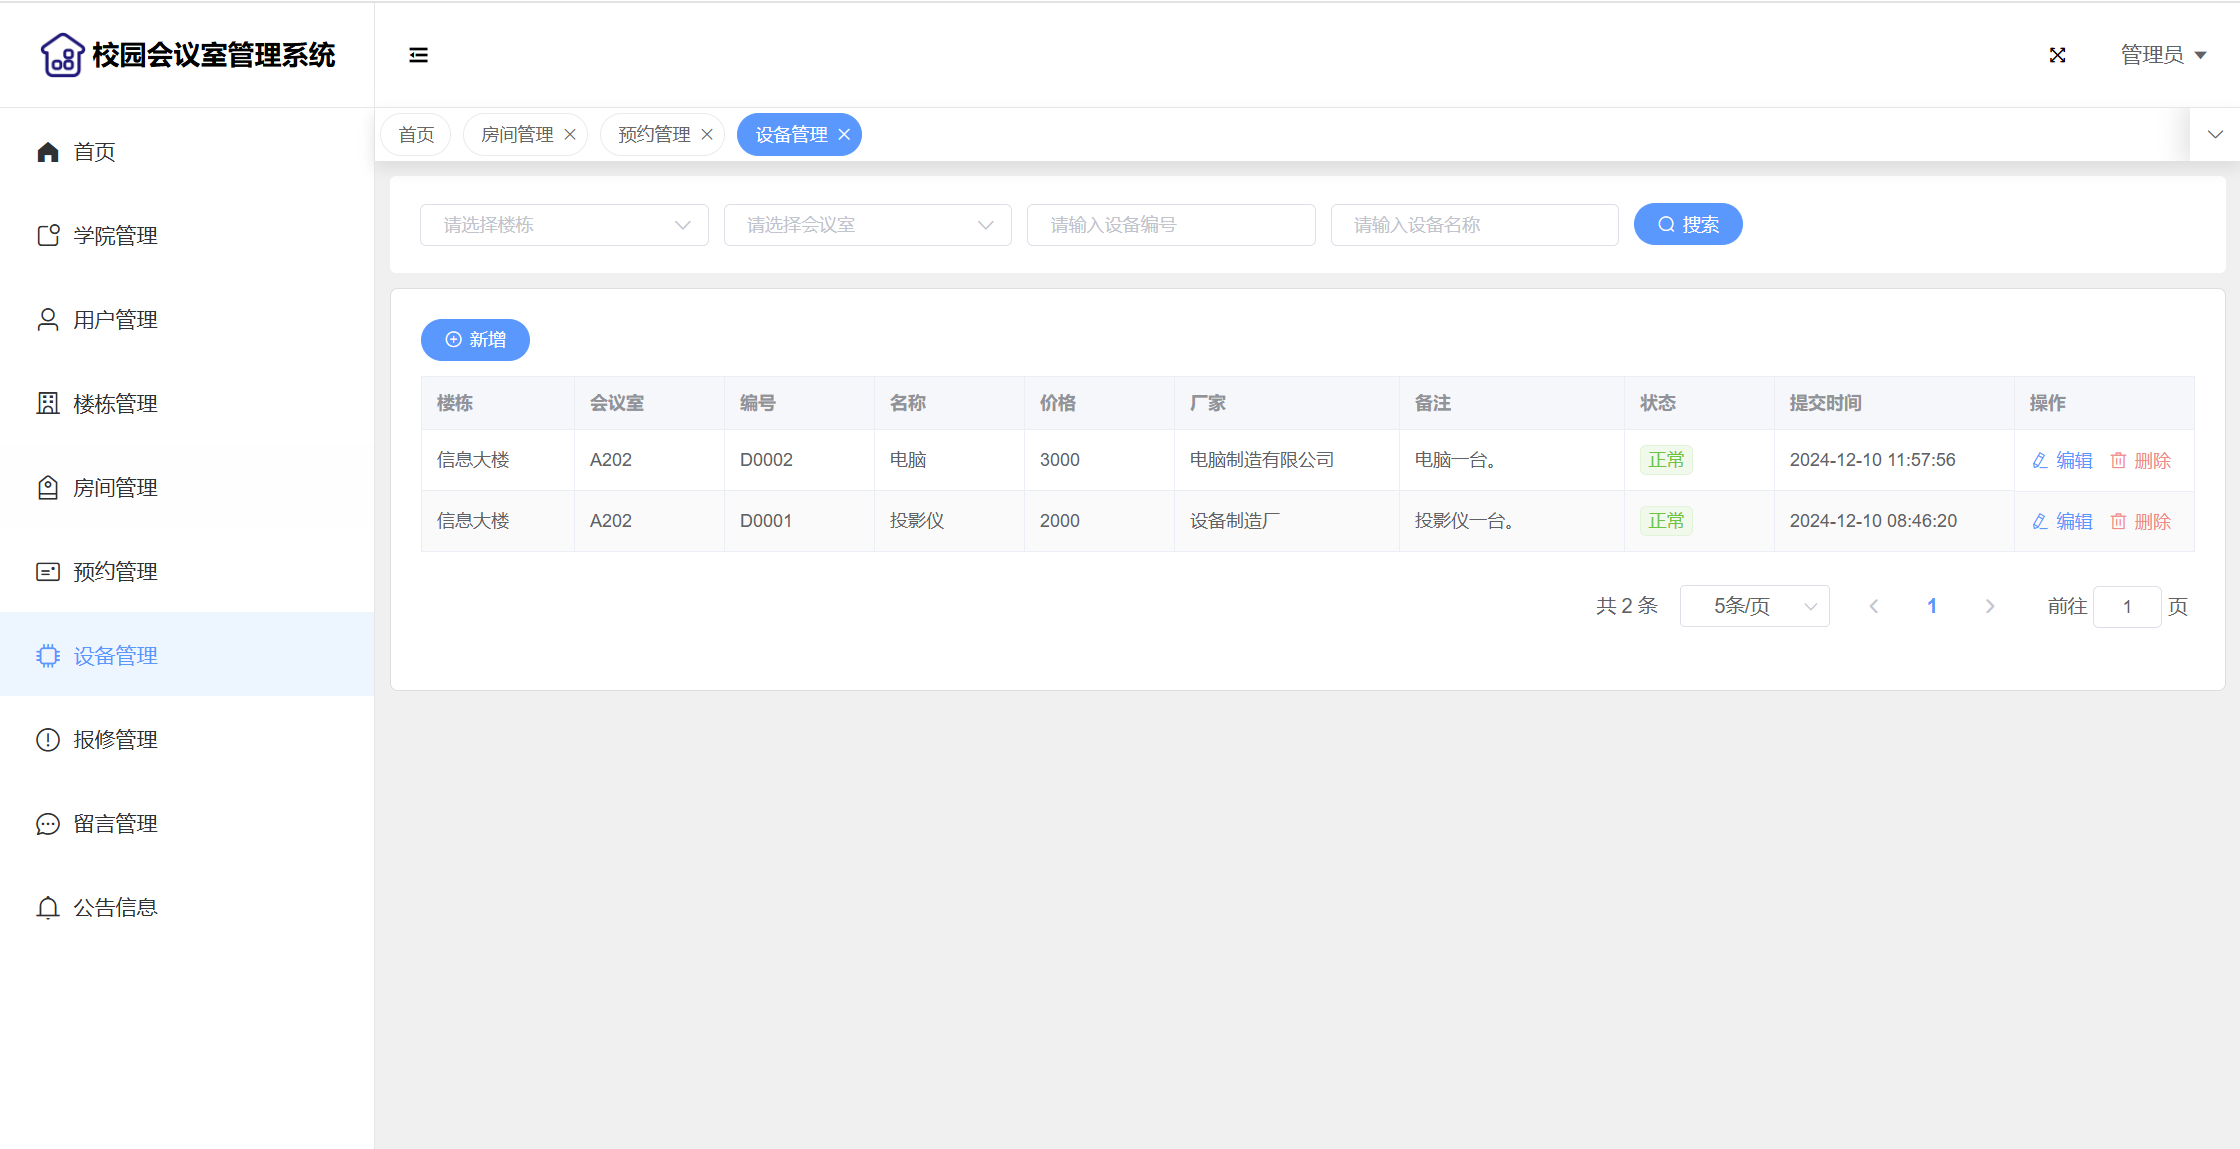 校园会议室管理系统
管理员
首页
学院管理
用户管理
楼栋管理
房间管理
预约管理
设备管理
报修管理
留言管理
公告信息
首页 房间管理 预约管理 设备管理
请选择楼栋 请选择会议室 请输入设备编号 请输入设备名称 搜索
新增
楼栋 会议室 编号 名称 价格 厂家 备注 状态 提交时间 操作
信息大楼 A202 D0002 电脑 3000 电脑制造有限公司 电脑一台。 正常 2024-12-10 11:57:56 编辑 删除
信息大楼 A202 D0001 投影仪 2000 设备制造厂 投影仪一台。 正常 2024-12-10 08:46:20 编辑 删除
共 2 条 5条/页 1 前往 1 页